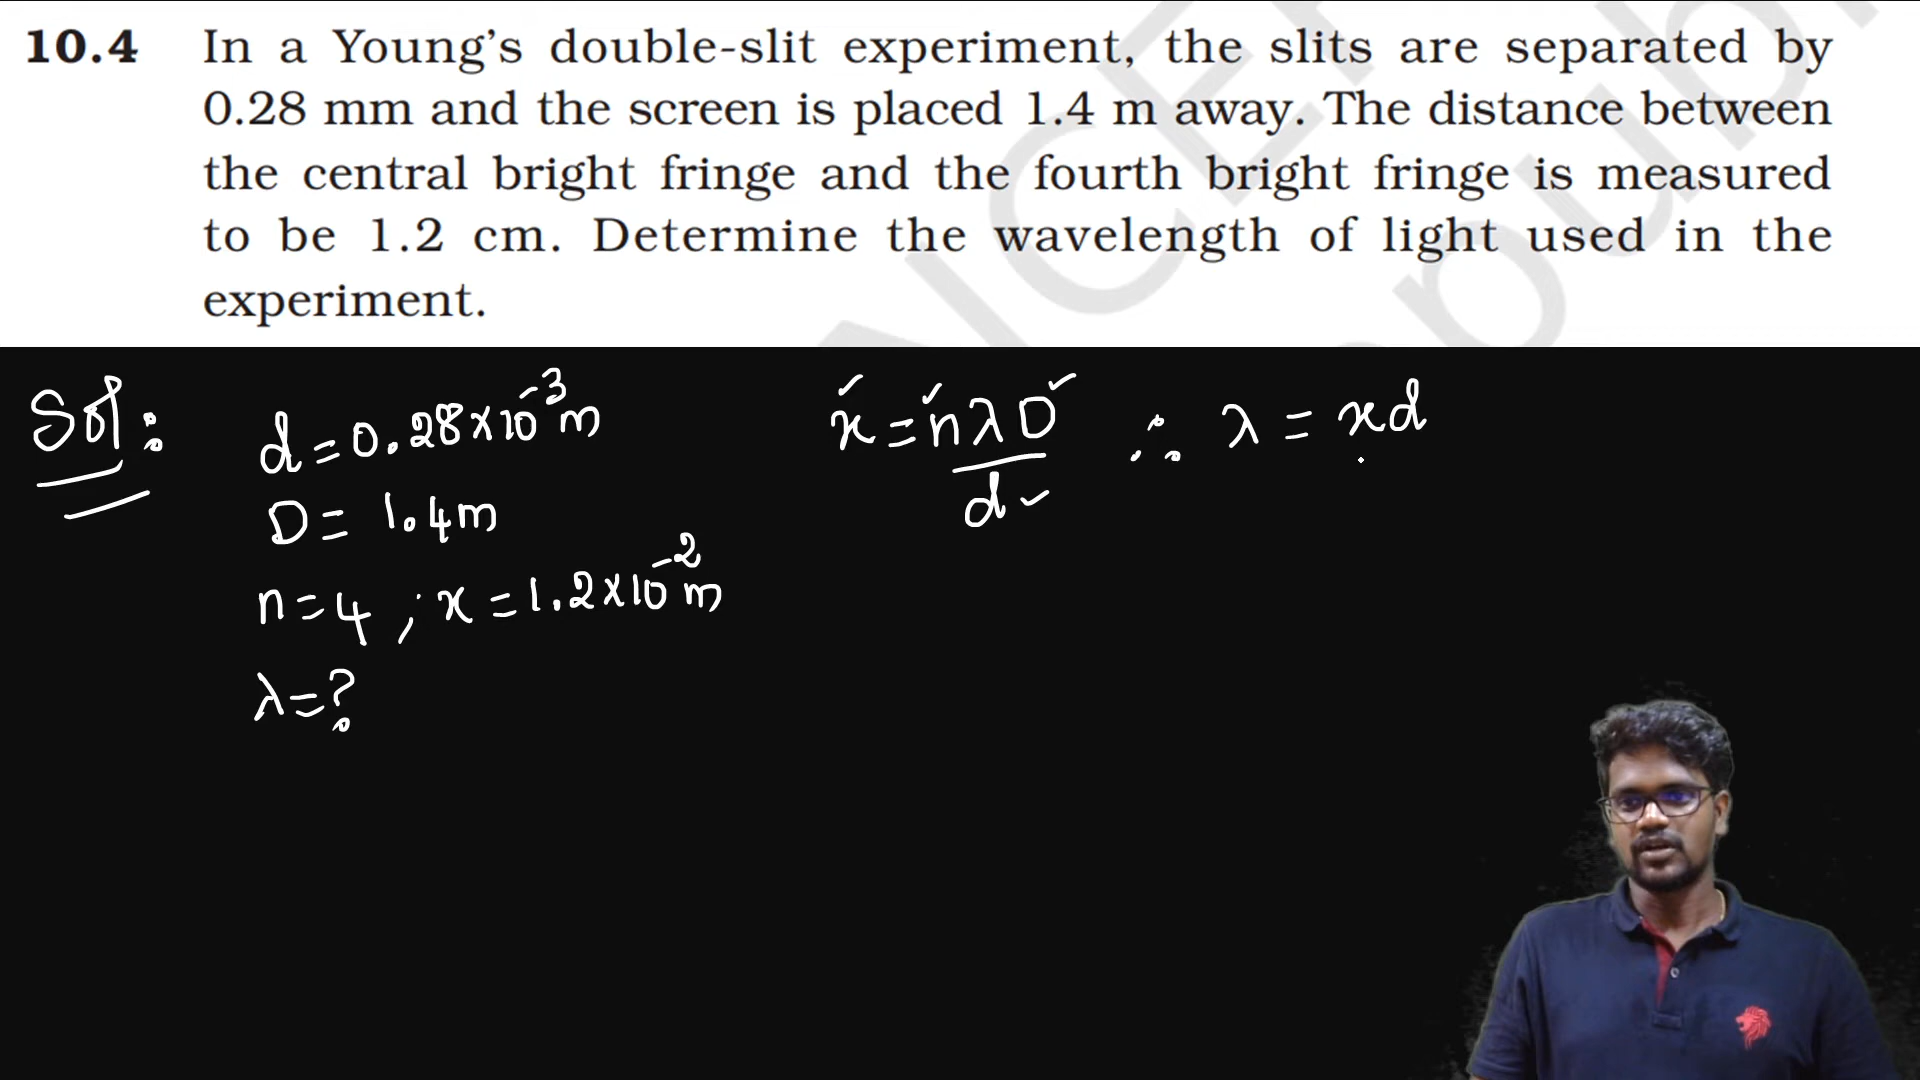 10.4 In a Young's double-slit experiment, the slits are separated by
0.28 mm and the screen is placed 1.4 m away. The distance between
the central bright fringe and the fourth bright fringe is measured
to be 1.2 cm. Determine the wavelength of light used in the
experiment.
Sol:
d = 0.28×10⁻³m
D = 1.4m
n = 4 ; x = 1.2×10⁻²m
λ = ?
x = nλD/d ∴ λ = xd